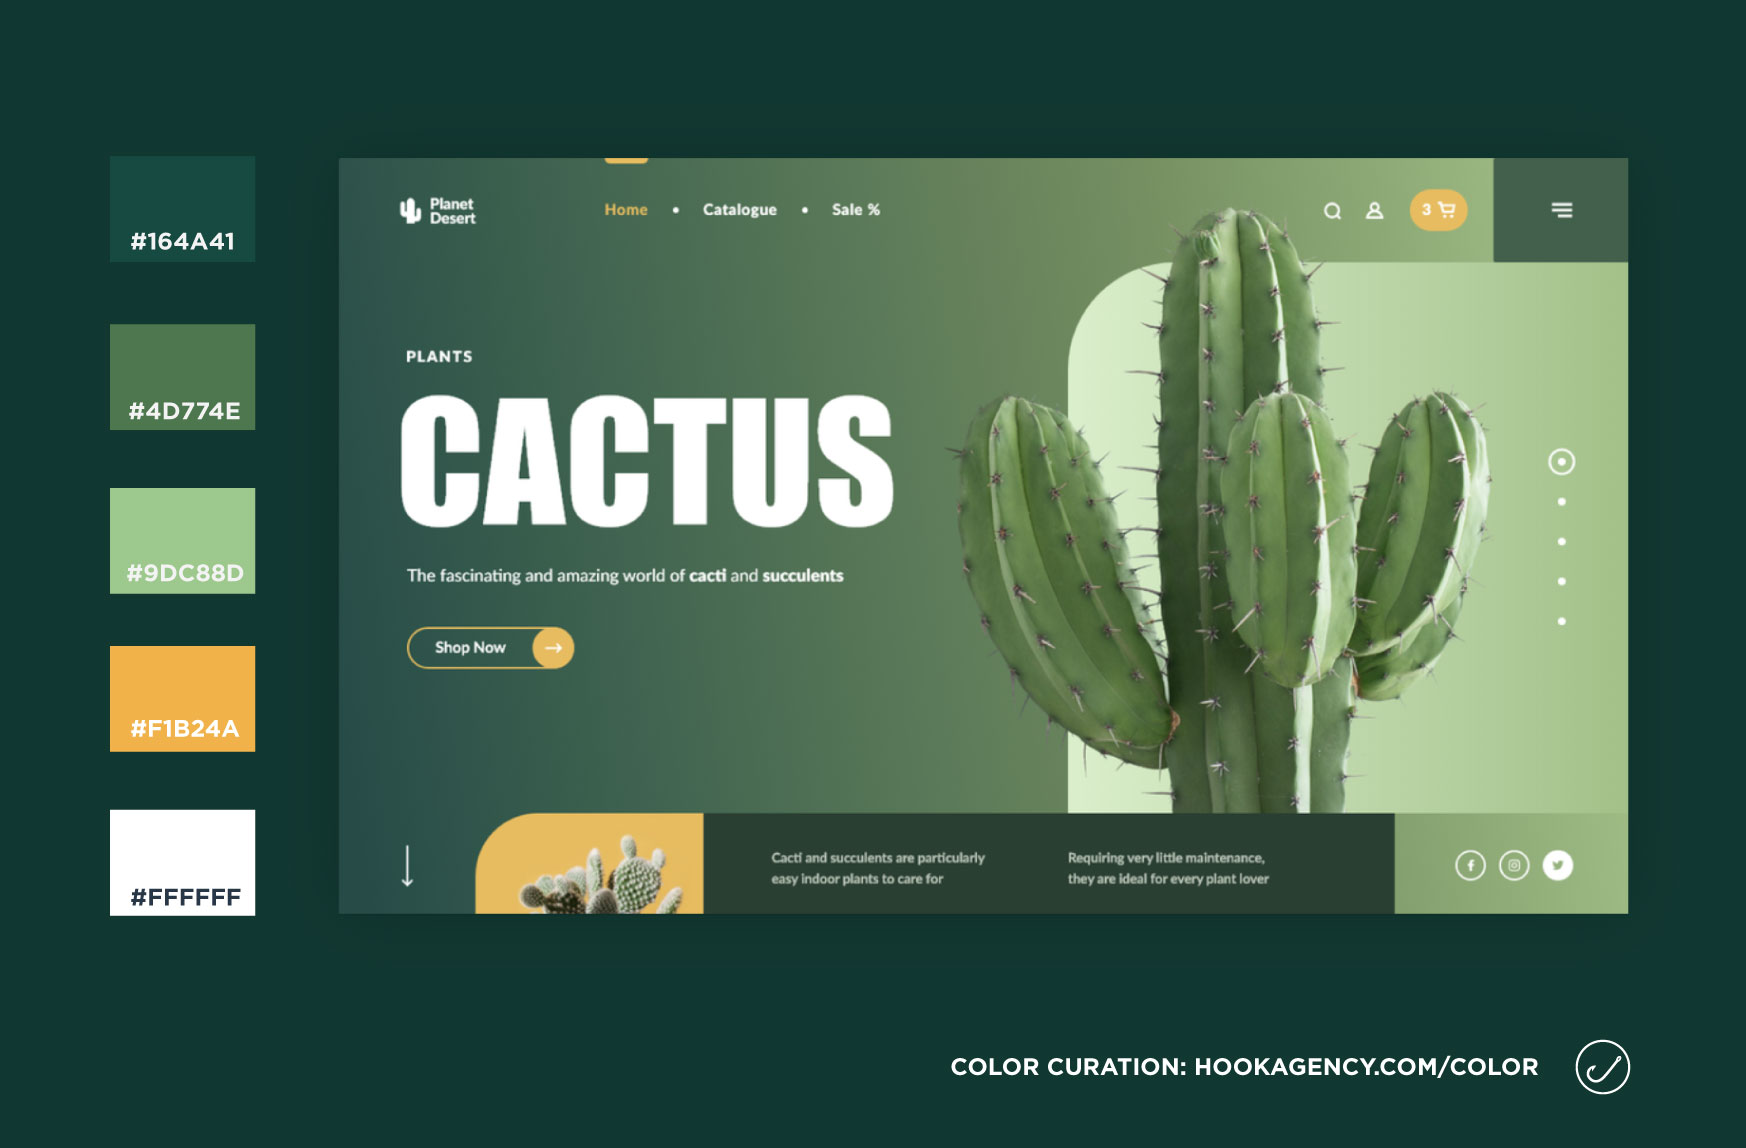 #164A41
#4D774E
#9DC88D
#F1B24A
#FFFFFF
Planet
Desert
Home • Catalogue • Sale %
3
PLANTS
CACTUS
The fascinating and amazing world of cacti and succulents
Shop Now
Cacti and succulents are particularly
easy indoor plants to care for
Requiring very little maintenance,
they are ideal for every plant lover
COLOR CURATION: HOOKAGENCY.COM/COLOR